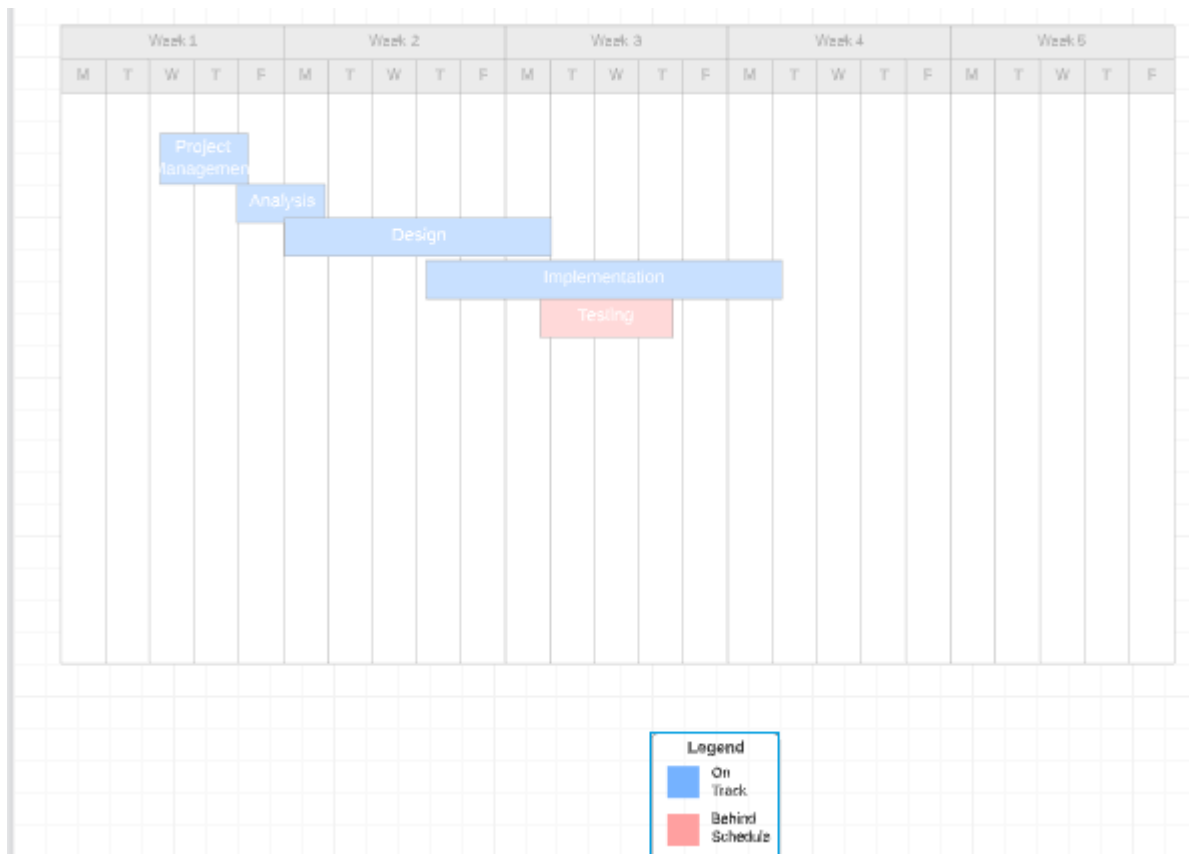 Week 1 Week 2 Week 3 Week 4 Week 5
M T W T F M T W T F M T W T F M T W T F M T W T F
Project
Managemen
Analysis
Design
Implementation
Testing
Legend
On
Track
Behind
Schedule